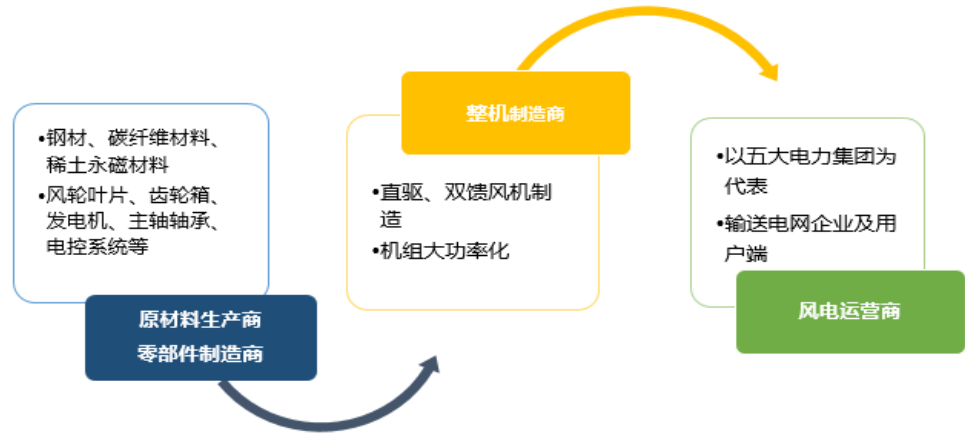 •钢材、碳纤维材料、
稀土永磁材料
•风轮叶片、齿轮箱、
发电机、主轴轴承、
电控系统等
原材料生产商
零部件制造商
整机制造商
•直驱、双馈风机制
造
•机组大功率化
•以五大电力集团为
代表
•输送电网企业及用
户端
风电运营商